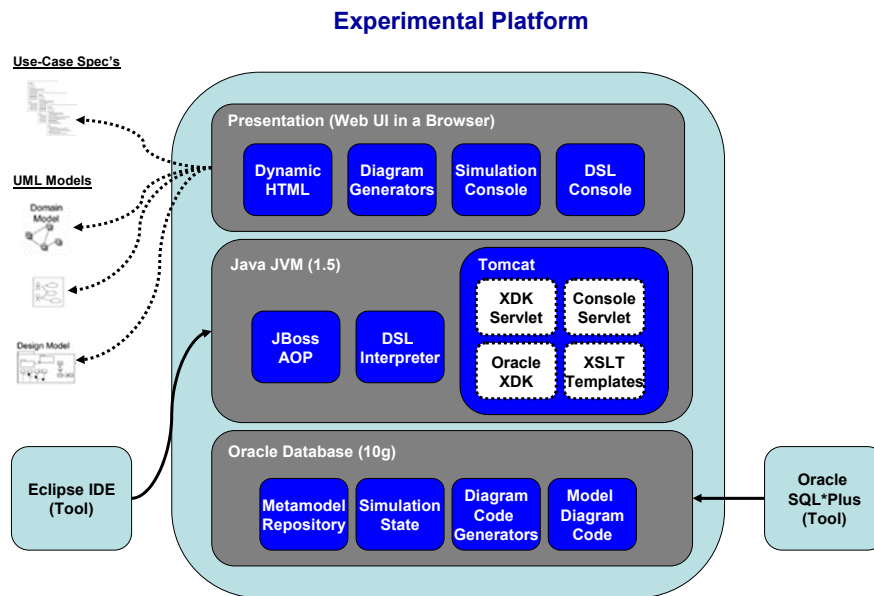 Experimental Platform
Use-Case Spec's
UML Models
Domain
Model
Design Model
Presentation (Web UI in a Browser)
Dynamic
HTML
Diagram
Generators
Simulation
Console
DSL
Console
Java JVM (1.5)
JBoss
AOP
DSL
Interpreter
Tomcat
XDK
Servlet
Console
Servlet
Oracle
XDK
XSLT
Templates
Oracle Database (10g)
Metamodel
Repository
Simulation
State
Diagram
Code
Generators
Model
Diagram
Code
Eclipse IDE
(Tool)
Oracle
SQL*Plus
(Tool)